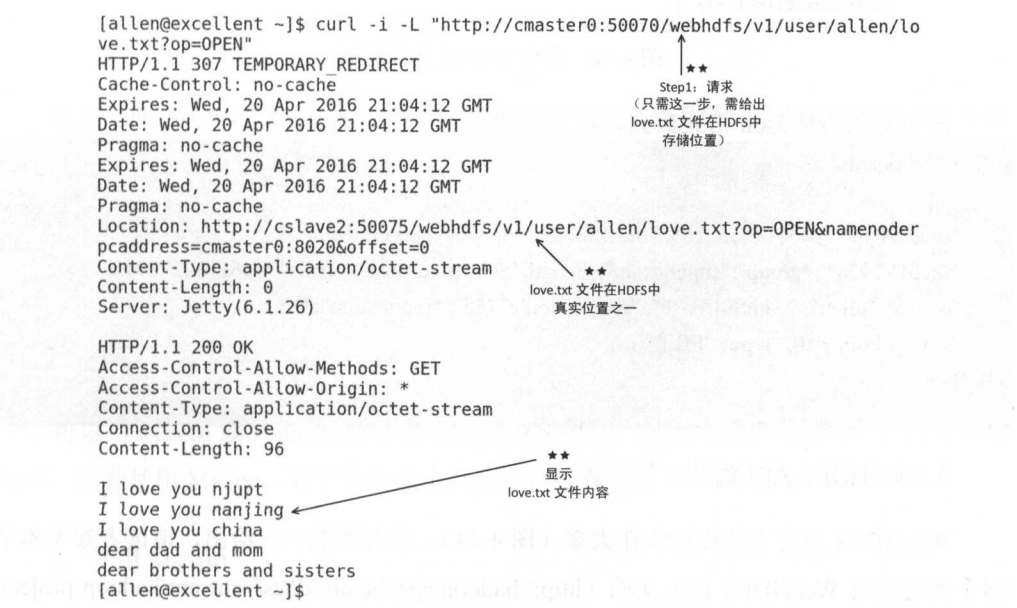 [allen@excellent ~]$ curl -i -L "http://cmaster0:50070/webhdfs/v1/user/allen/lo
ve.txt?op=OPEN"
HTTP/1.1 307 TEMPORARY_REDIRECT
Cache-Control: no-cache
Expires: Wed, 20 Apr 2016 21:04:12 GMT
Date: Wed, 20 Apr 2016 21:04:12 GMT
Pragma: no-cache
Expires: Wed, 20 Apr 2016 21:04:12 GMT
Date: Wed, 20 Apr 2016 21:04:12 GMT
Pragma: no-cache
Location: http://cslave2:50075/webhdfs/v1/user/allen/love.txt?op=OPEN&namenoder
pcaddress=cmaster0:8020&offset=0
Content-Type: application/octet-stream
Content-Length: 0
Server: Jetty(6.1.26)
★★
Step1：请求
（只需这一步，需给出
love.txt 文件在HDFS中
存储位置）
★★
love.txt 文件在HDFS中
真实位置之一
HTTP/1.1 200 OK
Access-Control-Allow-Methods: GET
Access-Control-Allow-Origin: *
Content-Type: application/octet-stream
Connection: close
Content-Length: 96
★★
显示
love.txt 文件内容
I love you njupt
I love you nanjing
I love you china
dear dad and mom
dear brothers and sisters
[allen@excellent ~]$